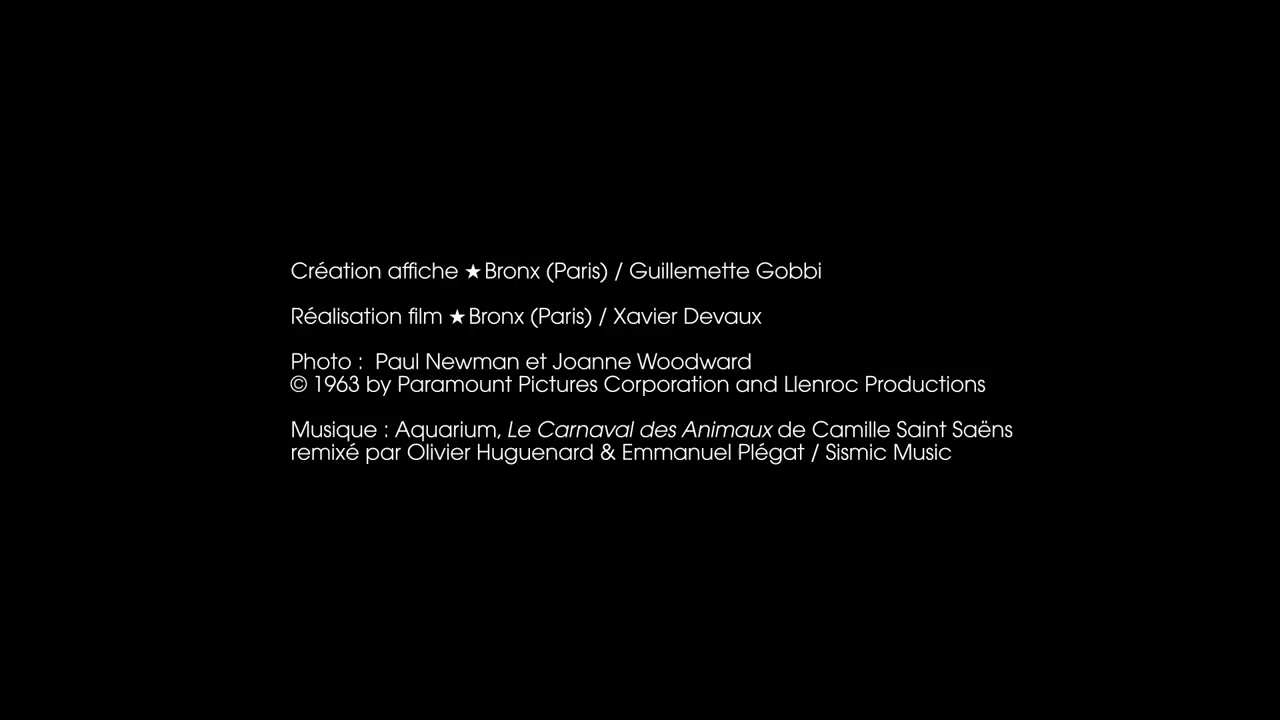 Création affiche ★Bronx (Paris) / Guillemette Gobbi
Réalisation film ★Bronx (Paris) / Xavier Devaux
Photo : Paul Newman et Joanne Woodward
© 1963 by Paramount Pictures Corporation and Llenroc Productions
Musique : Aquarium, Le Carnaval des Animaux de Camille Saint Saëns
remixé par Olivier Huguenard & Emmanuel Plégat / Sismic Music